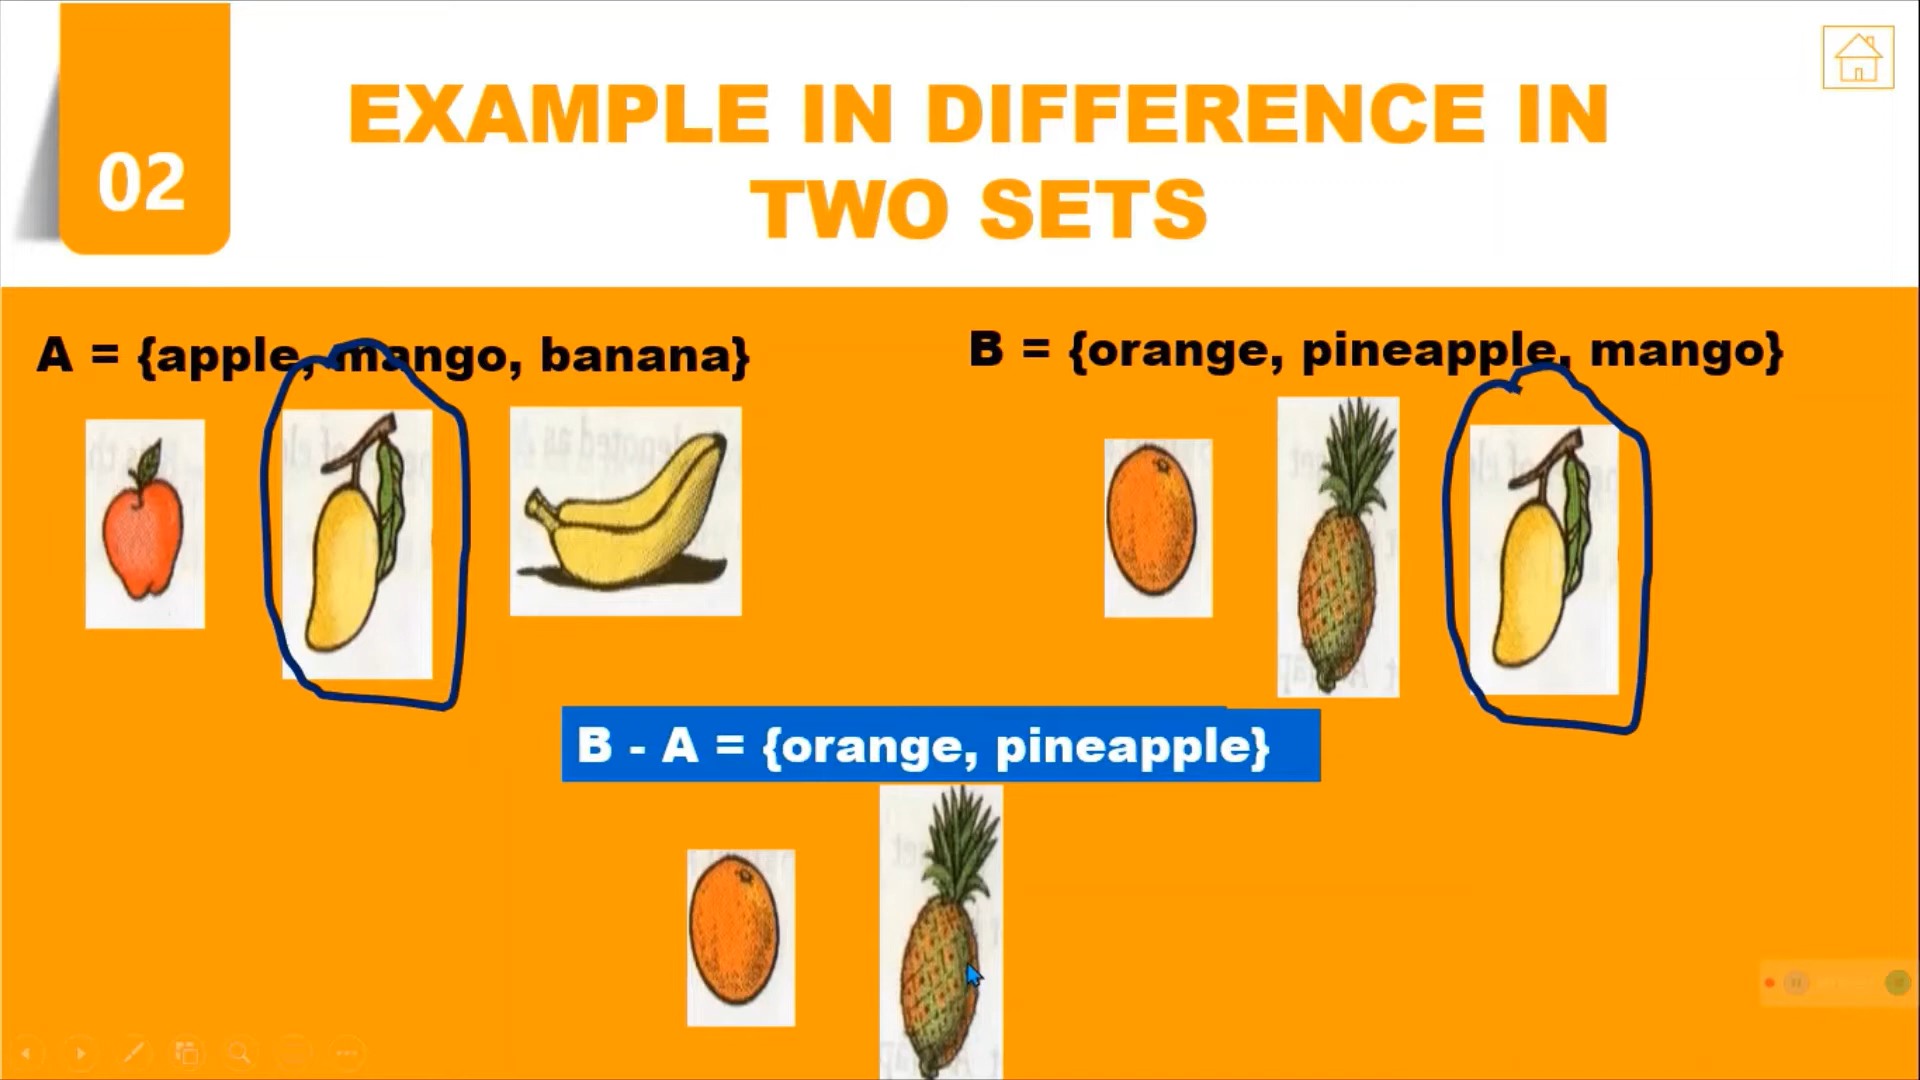 02
EXAMPLE IN DIFFERENCE IN
TWO SETS
A = {apple, mango, banana}
B = {orange, pineapple, mango}
B - A = {orange, pineapple}